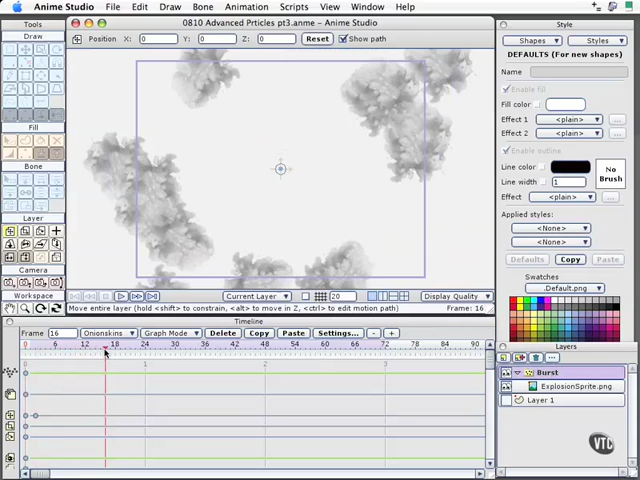 Anime Studio File Edit Draw Bone Animation Scripts View Window Help
0810 Advanced Prticles pt3.anme - Anime Studio
Tools
Draw
Fill
Bone
Layer
Camera
Workspace
Position X: 0 Y: 0 Z: 0 Reset Show path
Current Layer 20 Display Quality
Move entire layer (hold <shift> to constrain, <alt> to move in Z, <ctrl> to edit motion path) Frame: 16
Timeline
Frame 16 Onionskins Graph Mode Delete Copy Paste Settings... - +
0 6 12 18 24 30 36 42 48 54 60 66 72 78 84 90
0 1 2 3
Style
Shapes Styles
DEFAULTS (For new shapes)
Name
Enable fill
Fill color
Effect 1 <plain> ...
Effect 2 <plain> ...
Enable outline
Line color
Line width 1
No Brush
Effect <plain> ...
Applied styles:
<None>
<None>
Defaults Copy Paste
Swatches
.Default.png
Layers
Burst
ExplosionSprite.png
Layer 1
VTC